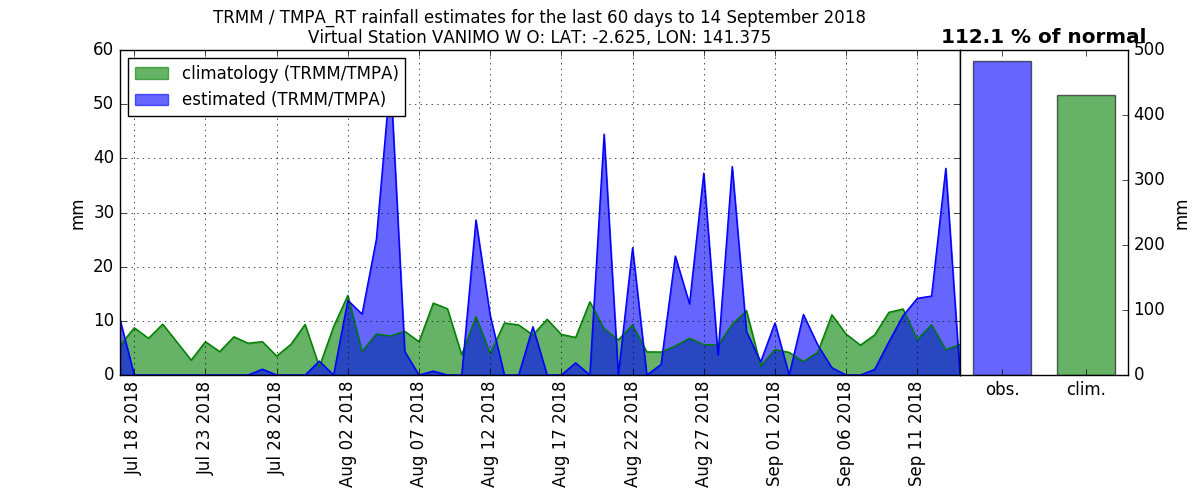 TRMM / TMPA_RT rainfall estimates for the last 60 days to 14 September 2018
Virtual Station VANIMO W O: LAT: -2.625, LON: 141.375
112.1 % of normal
climatology (TRMM/TMPA)
estimated (TRMM/TMPA)
mm
60
50
40
30
20
10
0
Jul 18 2018
Jul 23 2018
Jul 28 2018
Aug 02 2018
Aug 07 2018
Aug 12 2018
Aug 17 2018
Aug 22 2018
Aug 27 2018
Sep 01 2018
Sep 06 2018
Sep 11 2018
500
400
300
200
100
0
mm
obs.
clim.